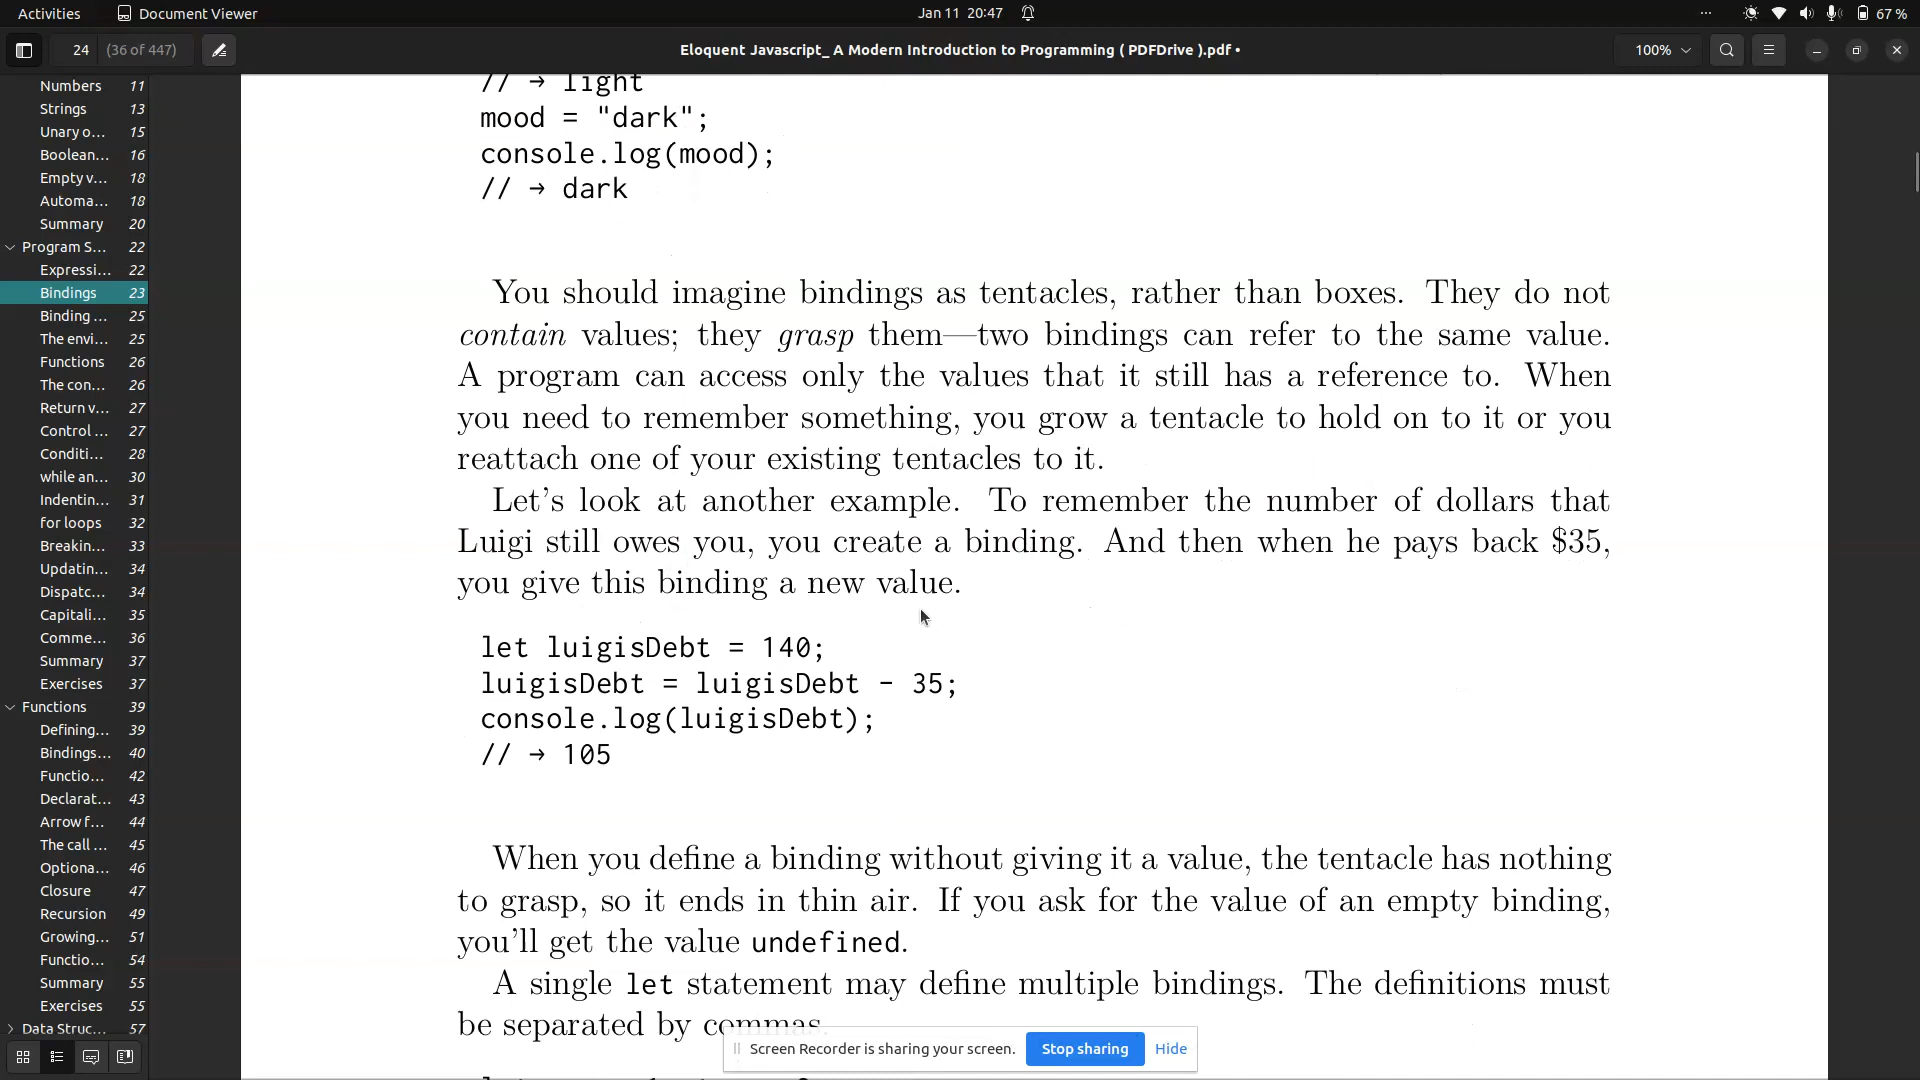 Activities
Document Viewer
Jan 11 20:47
67 %
24 (36 of 447)
Eloquent Javascript_ A Modern Introduction to Programming ( PDFDrive ).pdf •
100%
Numbers 11
Strings 13
Unary o... 15
Boolean... 16
Empty v... 18
Automa... 18
Summary 20
Program S... 22
Expressi... 22
Bindings 23
Binding ... 25
The envi... 25
Functions 26
The con... 26
Return v... 27
Control ... 27
Conditi... 28
while an... 30
Indentin... 31
for loops 32
Breakin... 33
Updatin... 34
Dispatc... 34
Capitali... 35
Comme... 36
Summary 37
Exercises 37
Functions 39
Defining... 39
Bindings... 40
Functio... 42
Declarat... 43
Arrow f... 44
The call ... 45
Optiona... 46
Closure 47
Recursion 49
Growing... 51
Functio... 54
Summary 55
Exercises 55
Data Struc... 57
// → light
mood = "dark";
console.log(mood);
// → dark
You should imagine bindings as tentacles, rather than boxes. They do not
contain values; they grasp them—two bindings can refer to the same value.
A program can access only the values that it still has a reference to. When
you need to remember something, you grow a tentacle to hold on to it or you
reattach one of your existing tentacles to it.
Let's look at another example. To remember the number of dollars that
Luigi still owes you, you create a binding. And then when he pays back $35,
you give this binding a new value.
let luigisDebt = 140;
luigisDebt = luigisDebt - 35;
console.log(luigisDebt);
// → 105
When you define a binding without giving it a value, the tentacle has nothing
to grasp, so it ends in thin air. If you ask for the value of an empty binding,
you'll get the value undefined.
A single let statement may define multiple bindings. The definitions must
be separated by commas.
Screen Recorder is sharing your screen.
Stop sharing
Hide